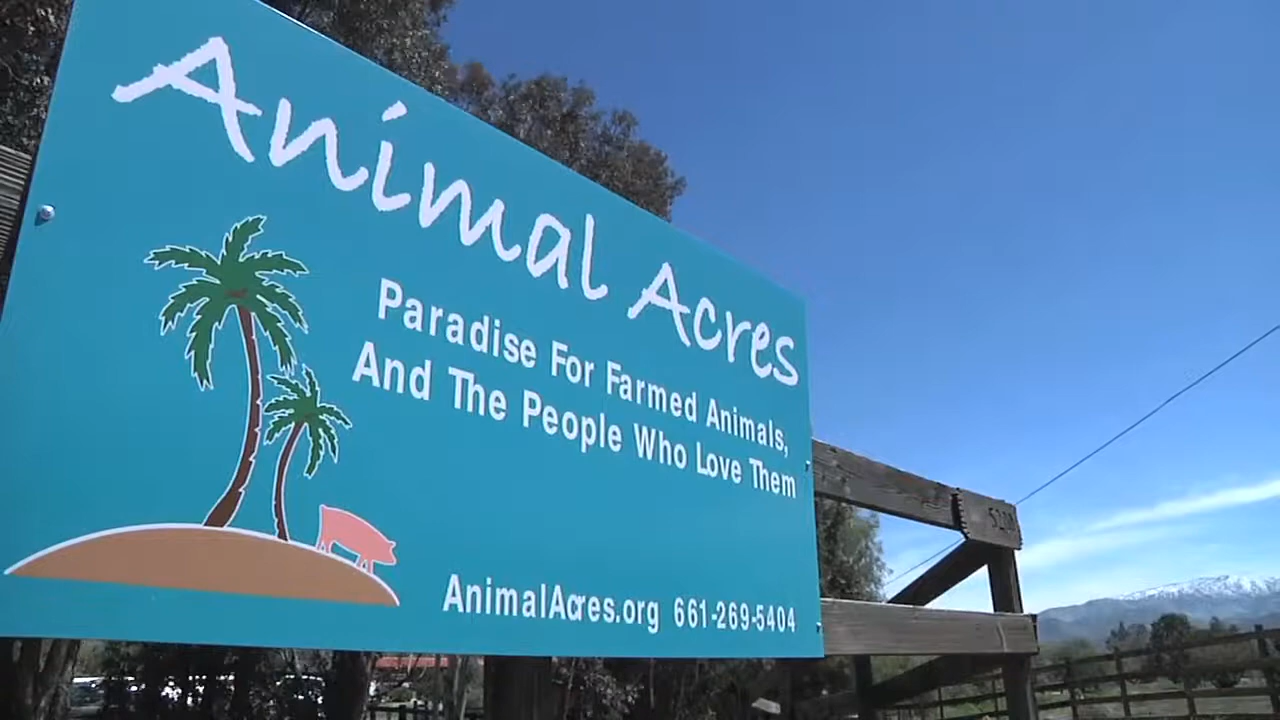 Animal Acres
Paradise For Farmed Animals,
And The People Who Love Them
AnimalAcres.org 661-269-5404